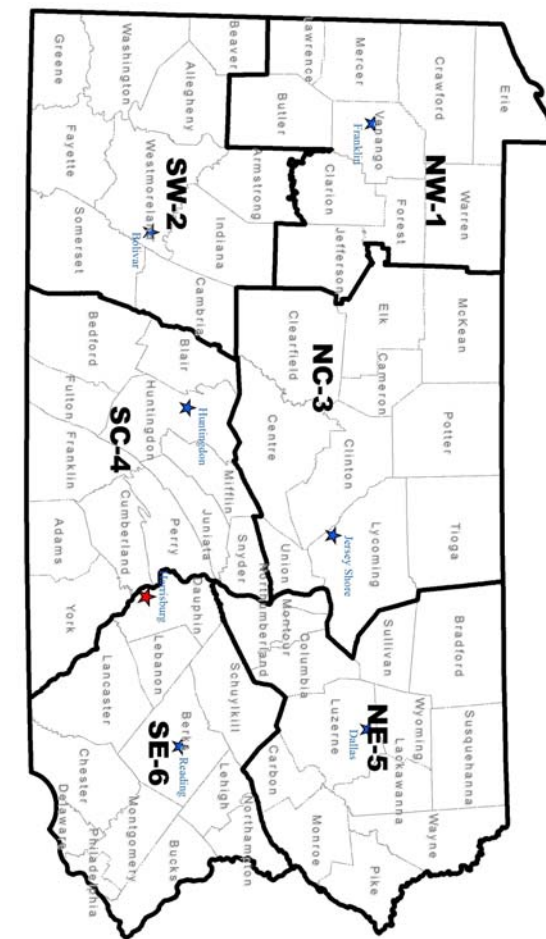 Erie
Crawford
Warren
Mercer
Venango
Franklin
Forest
Lawrence
Butler
Clarion
NW-1
Jefferson
McKean
Potter
Tioga
Elk
Cameron
NC-3
Clinton
Lycoming
Jersey Shore
Clearfield
Centre
Union
Bradford
Susquehanna
Sullivan
Wyoming
Lackawanna
Wayne
Pike
NE-5
Dallas
Luzerne
Columbia
Montour
Northumberland
Carbon
Monroe
Beaver
Allegheny
Armstrong
Indiana
Washington
Westmoreland
SW-2
Bolivar
Cambria
Greene
Fayette
Somerset
Blair
Huntingdon
Huntingdon
Mifflin
Snyder
Juniata
Perry
SC-4
Bedford
Fulton
Franklin
Cumberland
Adams
York
Harrisburg
Dauphin
Lebanon
Schuylkill
Berks
Reading
Lehigh
Northampton
SE-6
Lancaster
Chester
Montgomery
Bucks
Delaware
Philadelphia